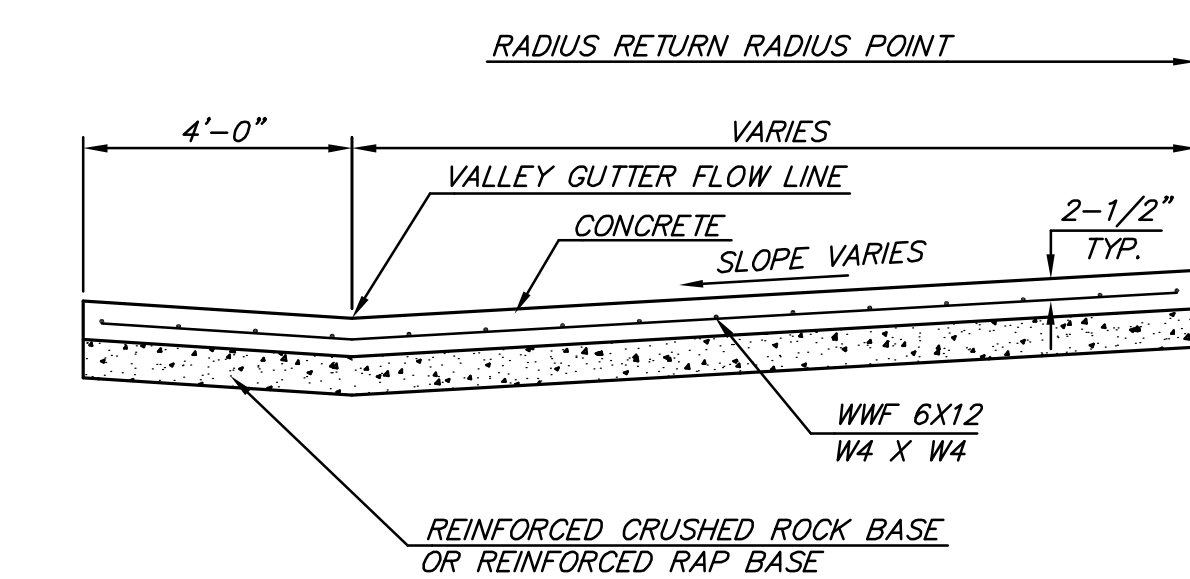 RADIUS RETURN RADIUS POINT
4'-0"
VARIES
VALLEY GUTTER FLOW LINE
CONCRETE
SLOPE VARIES
2-1/2"
TYP.
WWF 6X12
W4 X W4
REINFORCED CRUSHED ROCK BASE
OR REINFORCED RAP BASE